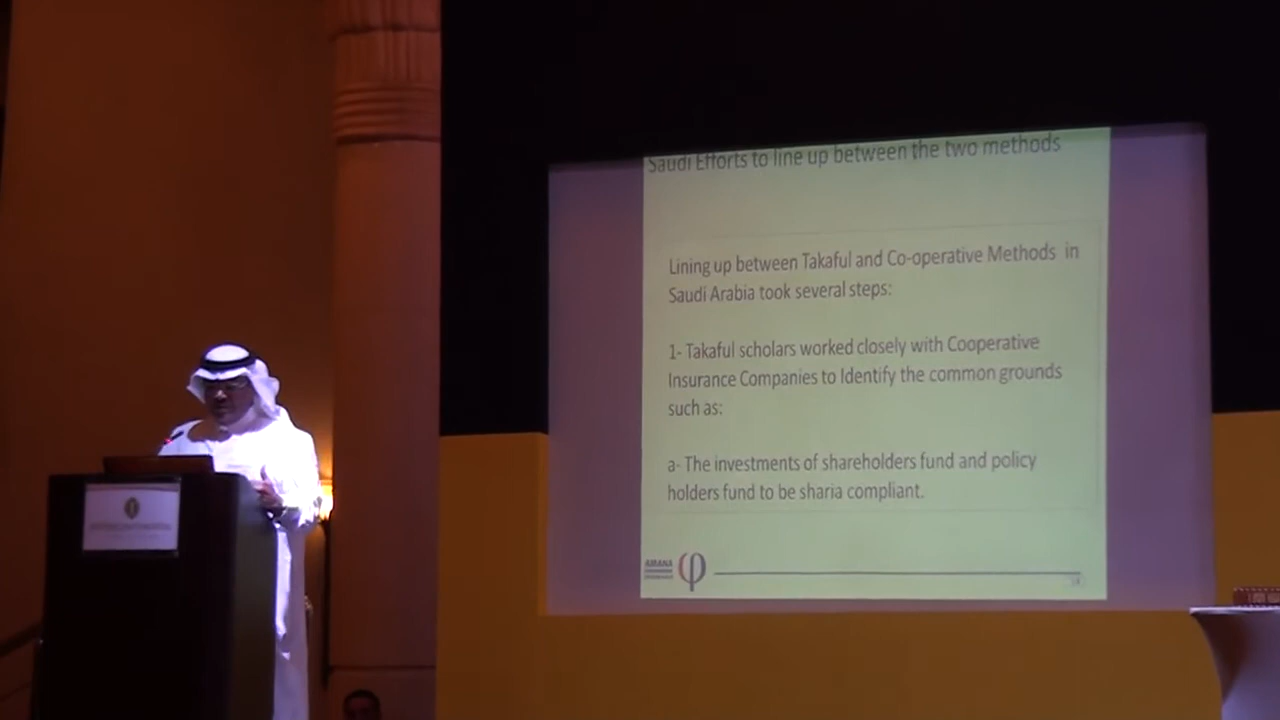 Saudi Efforts to line up between the two methods
Lining up between Takaful and Co-operative Methods in
Saudi Arabia took several steps:
1- Takaful scholars worked closely with Cooperative
Insurance Companies to Identify the common grounds
such as:
a- The investments of shareholders fund and policy
holders fund to be sharia compliant.
AMANA